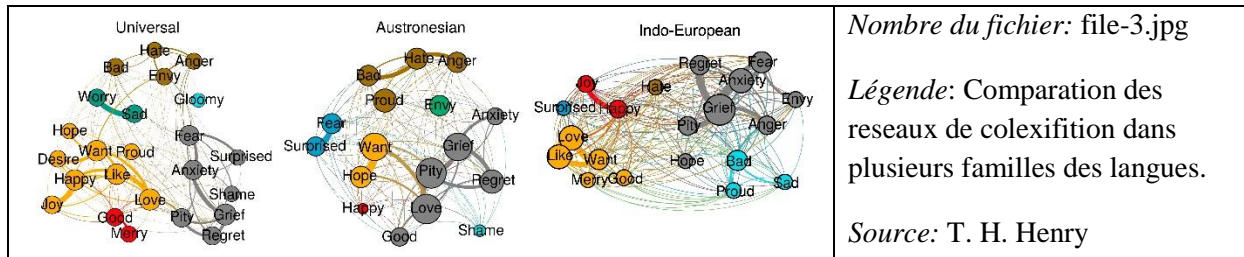 Universal
Hate
Bad
Anger
Envy
Worry
Gloomy
Sad
Hope
Fear
Want Proud
Surprised
Desire
Anxiety
Like
Happy
Shame
Love
Joy
Good
Pity
Grief
Merry
Regret
Austronesian
Hate
Anger
Bad
Proud
Envy
Anxiety
Fear
Want
Grief
Surprised
Hope
Pity
Regret
Happy
Love
Shame
Good
Indo-European
Fear
Regret
Joy
Anxiety
Hate
Surprised
Happy
Grief
Envy
Pity
Anger
Love
Like
Want
Hope
Bad
Merry
Good
Proud
Sad
Nombre du fichier: file-3.jpg
Légende: Comparation des
reseaux de colexifition dans
plusieurs familles des langues.
Source: T. H. Henry